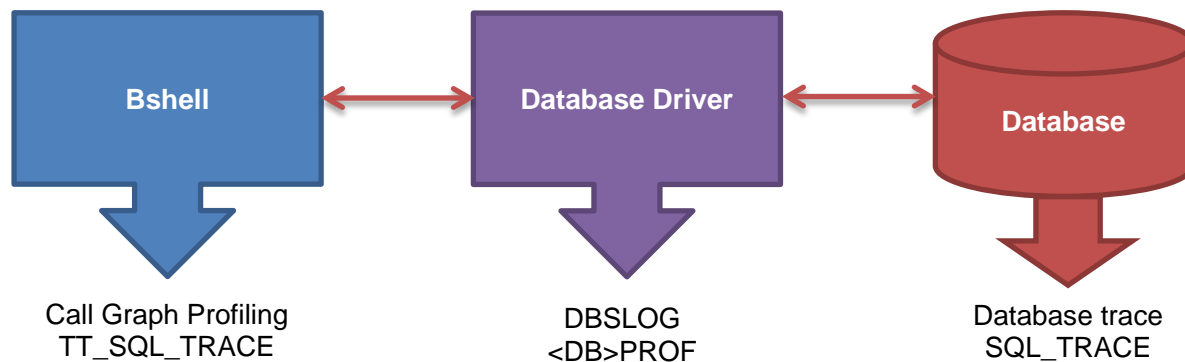 Bshell
Database Driver
Database
Call Graph Profiling
TT_SQL_TRACE
DBSLOG
<DB>PROF
Database trace
SQL_TRACE